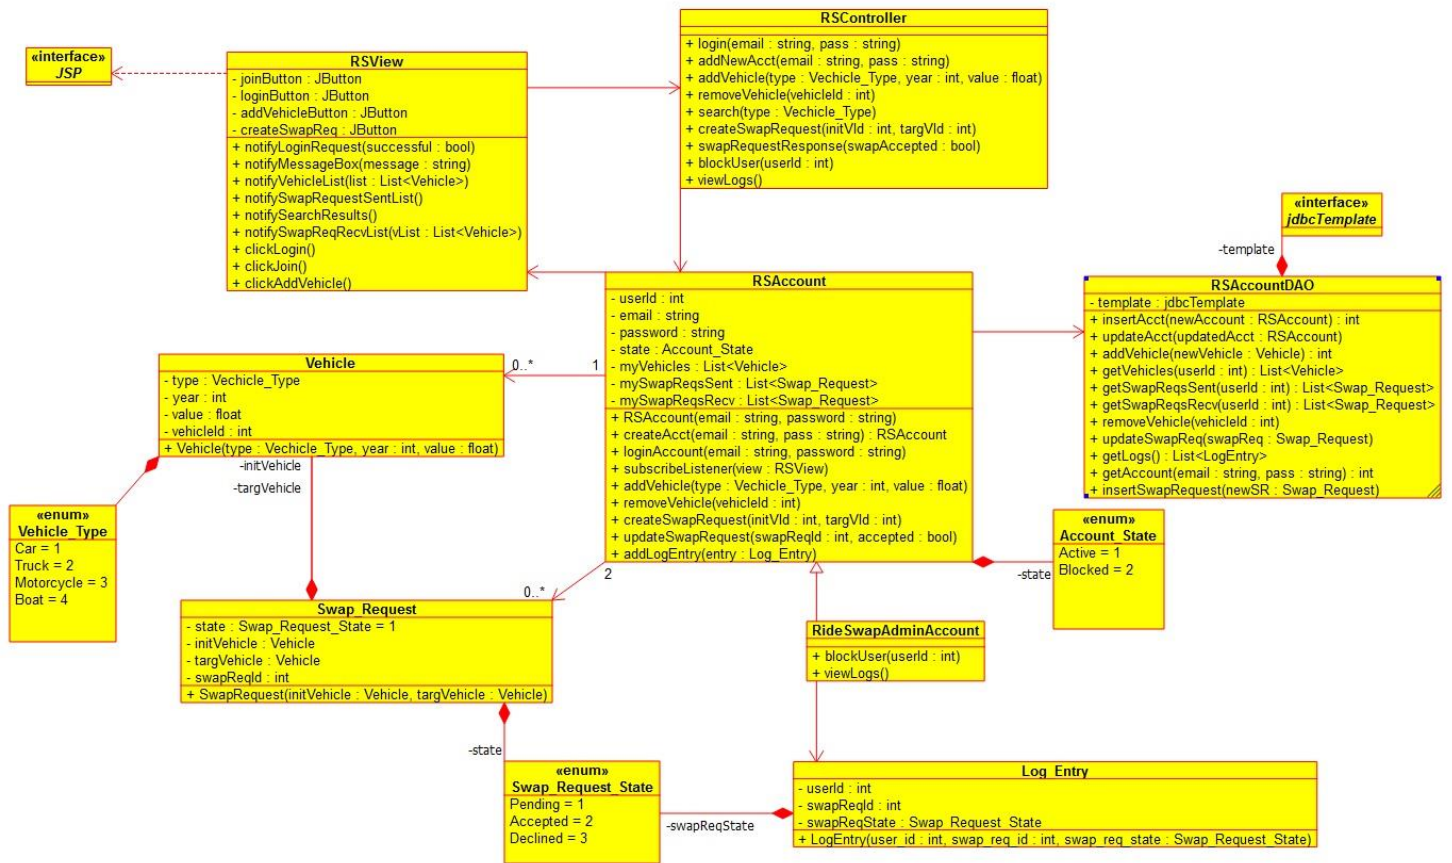 «interface»
JSP
RSView
- joinButton : JButton
- loginButton : JButton
- addVehicleButton : JButton
- createSwapReq : JButton
+ notifyLoginRequest(successful : bool)
+ notifyMessageBox(message : string)
+ notifyVehicleList(list : List<Vehicle>)
+ notifySwapRequestSentList()
+ notifySearchResults()
+ notifySwapReqRecvList(vList : List<Vehicle>)
+ clickLogin()
+ clickJoin()
+ clickAddVehicle()
RSController
+ login(email : string, pass : string)
+ addNewAcct(email : string, pass : string)
+ addVehicle(type : Vechicle_Type, year : int, value : float)
+ removeVehicle(vehicleId : int)
+ search(type : Vechicle_Type)
+ createSwapRequest(initVId : int, targVId : int)
+ swapRequestResponse(swapAccepted : bool)
+ blockUser(userId : int)
+ viewLogs()
«interface»
jdbcTemplate
-template
RSAccountDAO
- template : jdbcTemplate
+ insertAcct(newAccount : RSAccount) : int
+ updateAcct(updatedAcct : RSAccount)
+ addVehicle(newVehicle : Vehicle) : int
+ getVehicles(userId : int) : List<Vehicle>
+ getSwapReqsSent(userId : int) : List<Swap_Request>
+ getSwapReqsRecv(userId : int) : List<Swap_Request>
+ removeVehicle(vehicleId : int)
+ updateSwapReq(swapReq : Swap_Request)
+ getLogs() : List<LogEntry>
+ getAccount(email : string, pass : string) : int
+ insertSwapRequest(newSR : Swap_Request)
RSAccount
- userId : int
- email : string
- password : string
- state : Account_State
- myVehicles : List<Vehicle>
- mySwapReqsSent : List<Swap_Request>
- mySwapReqsRecv : List<Swap_Request>
+ RSAccount(email : string, password : string)
+ createAcct(email : string, pass : string) : RSAccount
+ loginAccount(email : string, password : string)
+ subscribeListener(view : RSView)
+ addVehicle(type : Vechicle_Type, year : int, value : float)
+ removeVehicle(vehicleId : int)
+ createSwapRequest(initVId : int, targVId : int)
+ updateSwapRequest(swapReqId : int, accepted : bool)
+ addLogEntry(entry : Log_Entry)
0..*
1
Vehicle
- type : Vechicle_Type
- year : int
- value : float
- vehicleId : int
+ Vehicle(type : Vechicle_Type, year : int, value : float)
-initVehicle
-targVehicle
«enum»
Vehicle_Type
Car = 1
Truck = 2
Motorcycle = 3
Boat = 4
«enum»
Account_State
Active = 1
Blocked = 2
-state
2
0..*
Swap_Request
- state : Swap_Request_State = 1
- initVehicle : Vehicle
- targVehicle : Vehicle
- swapReqId : int
+ SwapRequest(initVehicle : Vehicle, targVehicle : Vehicle)
RideSwapAdminAccount
+ blockUser(userId : int)
+ viewLogs()
-state
«enum»
Swap_Request_State
Pending = 1
Accepted = 2
Declined = 3
-swapReqState
Log_Entry
- userId : int
- swapReqId : int
- swapReqState : Swap_Request_State
+ LogEntry(user_id : int, swap_req_id : int, swap_req_state : Swap_Request_State)